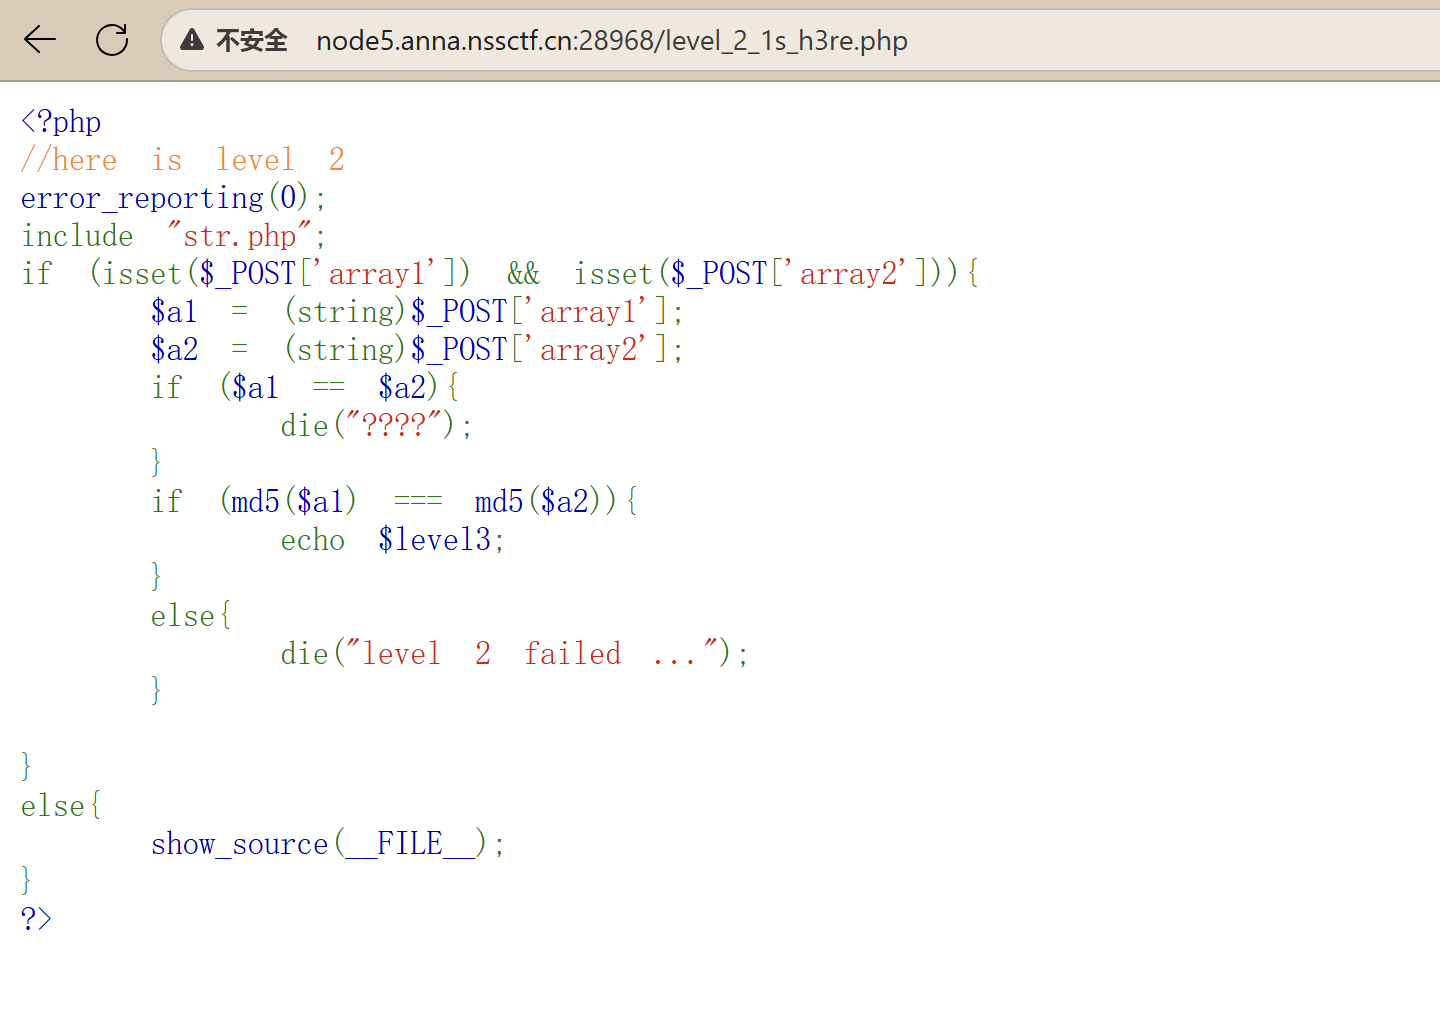 不安全 node5.anna.nssctf.cn:28968/level_2_1s_h3re.php
<?php
//here is level 2
error_reporting(0);
include "str.php";
if (isset($_POST['array1']) && isset($_POST['array2'])){
$a1 = (string)$_POST['array1'];
$a2 = (string)$_POST['array2'];
if ($a1 == $a2){
die("????");
}
if (md5($a1) === md5($a2)){
echo $level3;
}
else{
die("level 2 failed ...");
}
}
else{
show_source(__FILE__);
}
?>